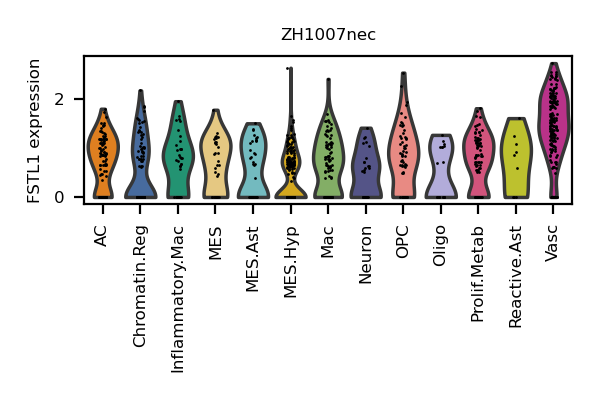 ZH1007nec
FSTL1 expression
2
0
AC
Chromatin.Reg
Inflammatory.Mac
MES
MES.Ast
MES.Hyp
Mac
Neuron
OPC
Oligo
Prolif.Metab
Reactive.Ast
Vasc